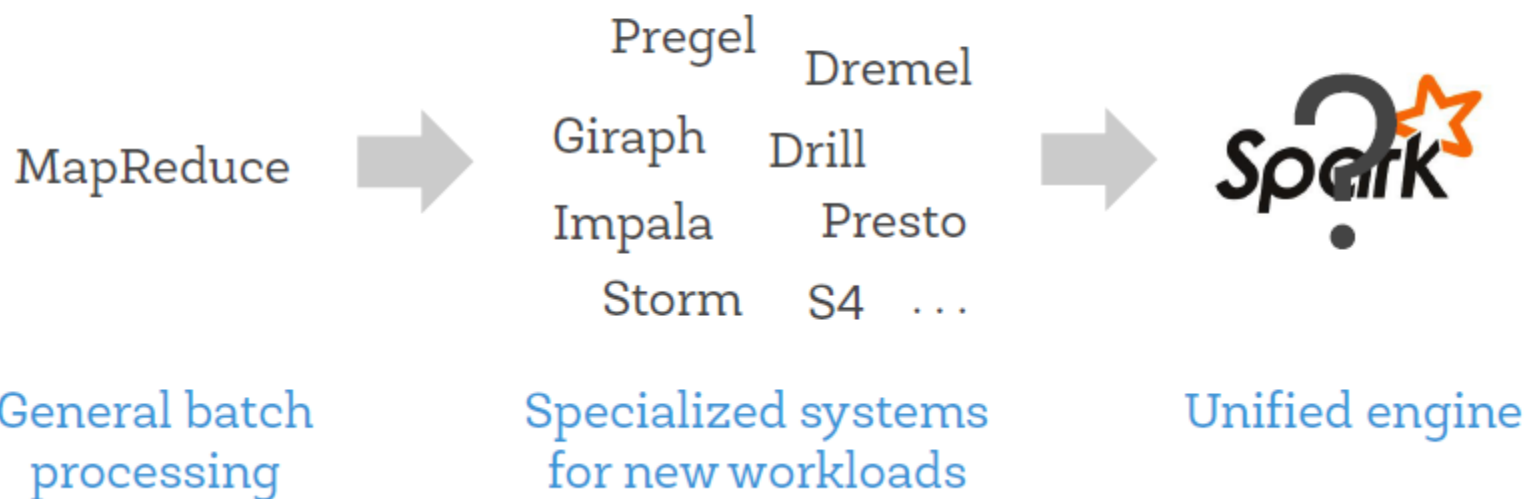 MapReduce
Pregel
Dremel
Giraph
Drill
Impala
Presto
Storm
S4
. . .
Spark
?
General batch
processing
Specialized systems
for new workloads
Unified engine